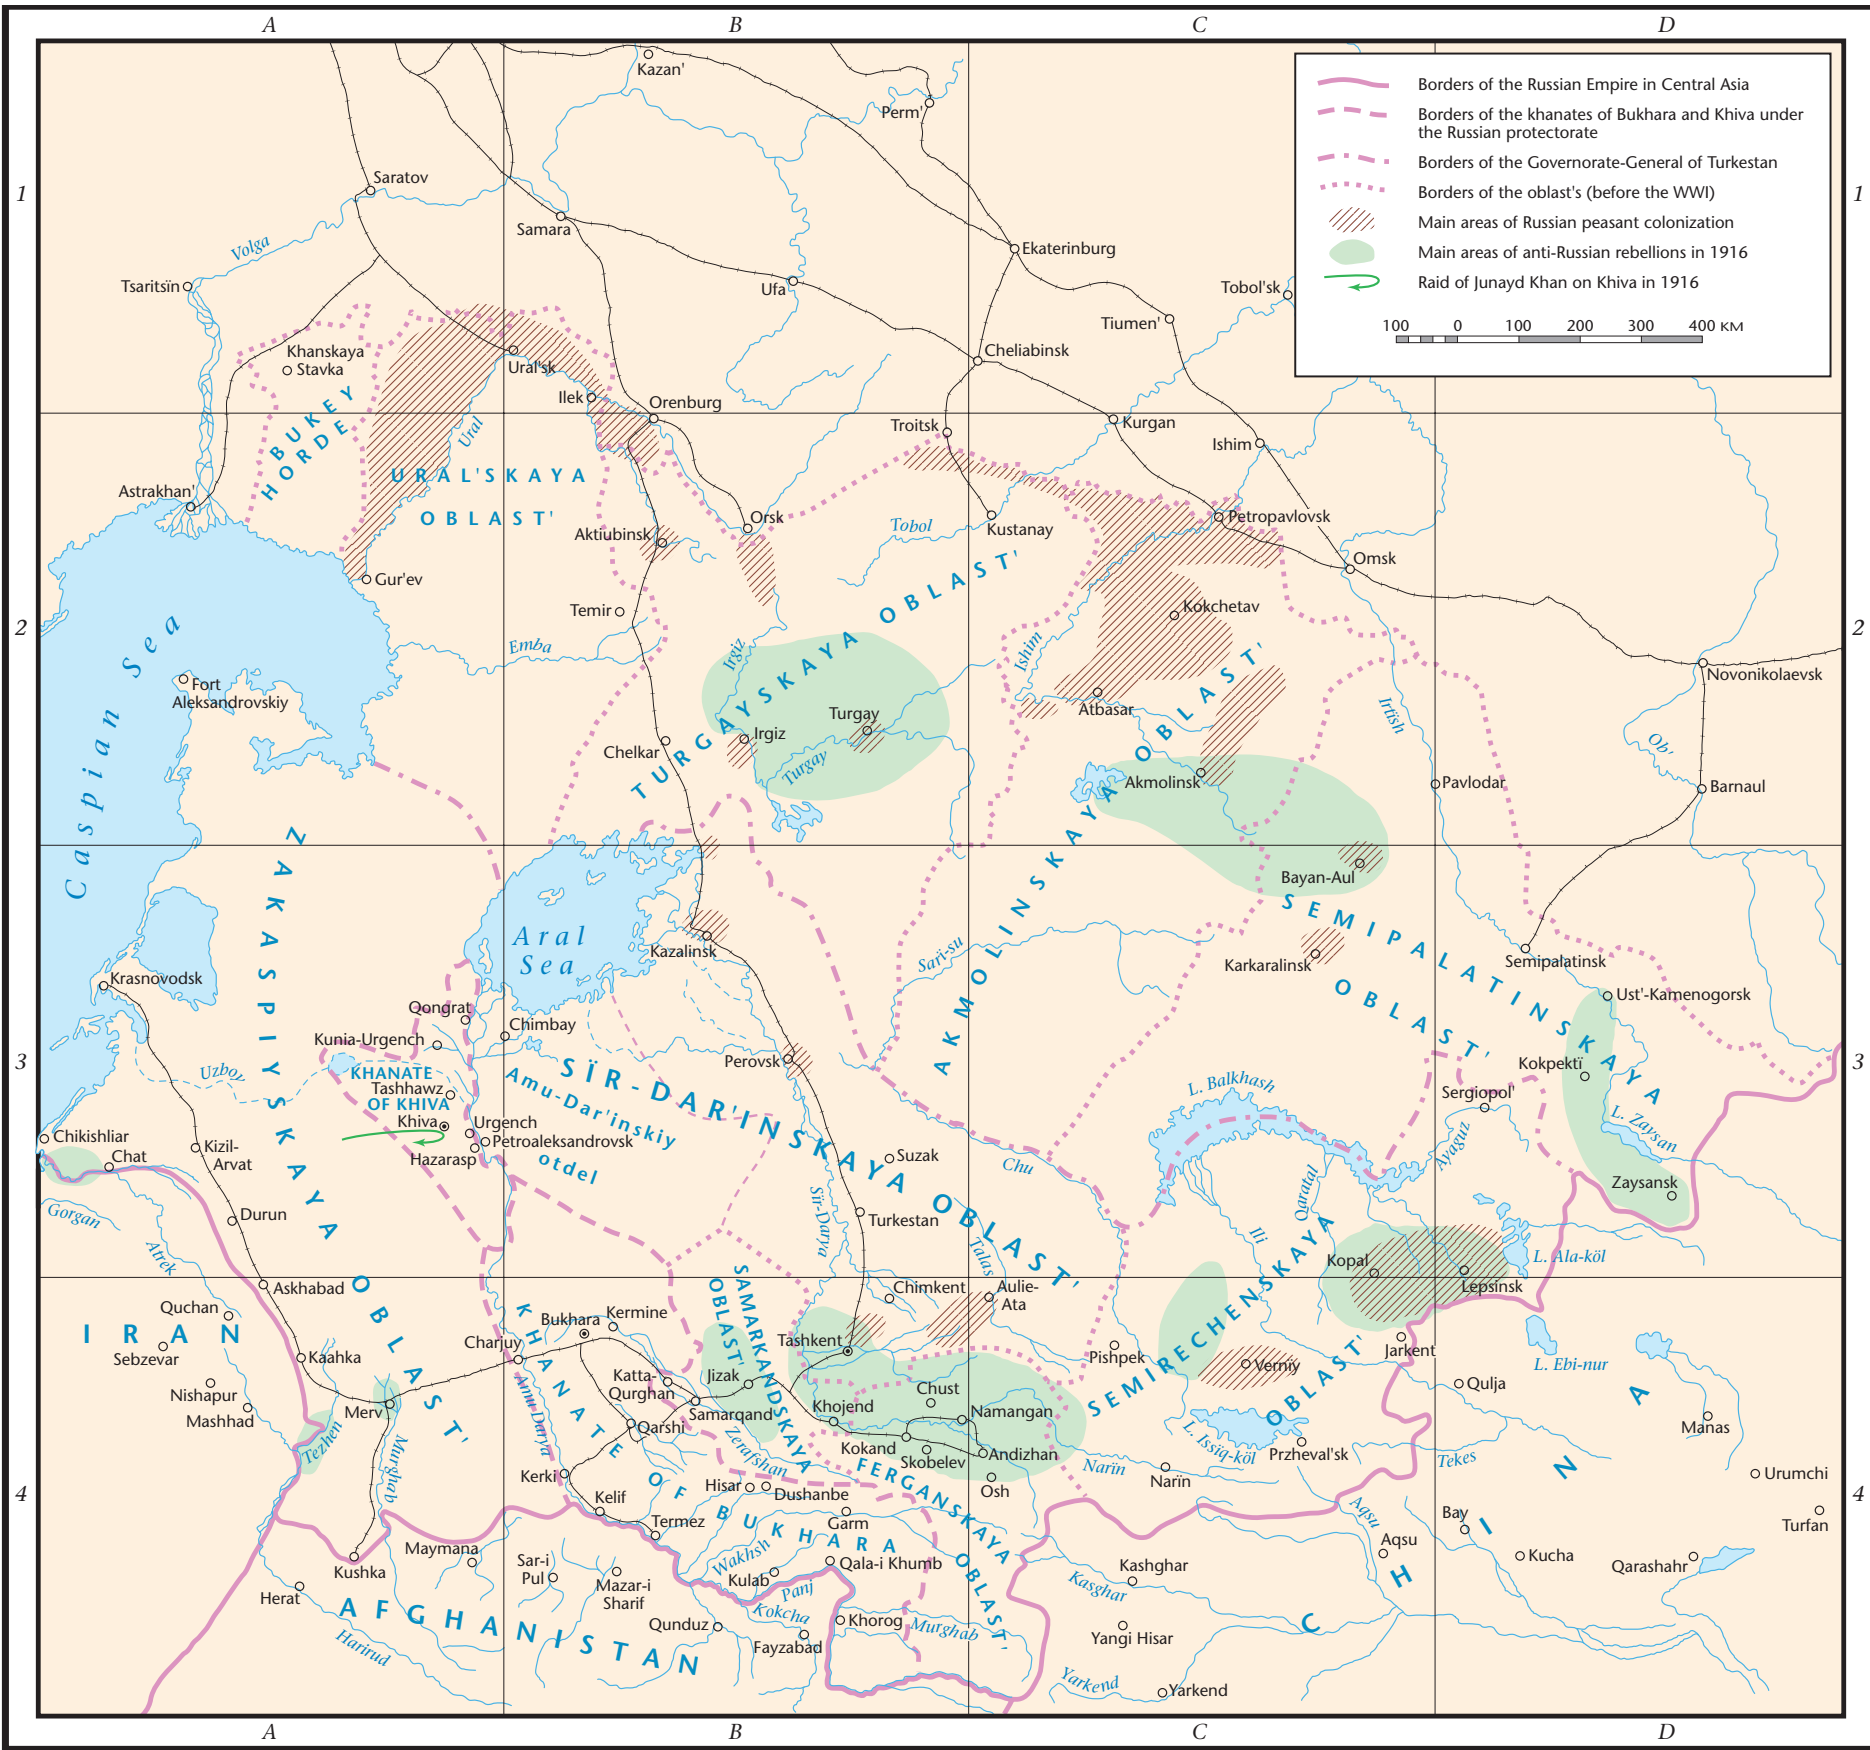 A
B
C
D
1
2
3
4
1
2
3
4
A
B
C
D
Borders of the Russian Empire in Central Asia
Borders of the khanates of Bukhara and Khiva under
the Russian protectorate
Borders of the Governorate-General of Turkestan
Borders of the oblast's (before the WWI)
Main areas of Russian peasant colonization
Main areas of anti-Russian rebellions in 1916
Raid of Junayd Khan on Khiva in 1916
100 0 100 200 300 400 KM
Kazan'
Perm'
Saratov
Samara
Volga
Tsaritsïn
Ufa
Ekaterinburg
Tobol'sk
Tiumen'
Cheliabinsk
Khanskaya
Stavka
Ural'sk
Ilek
Orenburg
Troitsk
Kurgan
Ishim
BUKEY
HORDE
Ural
URAL'SKAYA
OBLAST'
Astrakhan'
Orsk
Tobol
Kustanay
Petropavlovsk
Aktiubinsk
Omsk
Gur'ev
Temir
Kokchetav
Emba
Irgiz
Ishim
TURGAYSKAYA OBLAST'
Novonikolaevsk
Fort
Aleksandrovskiy
Caspian Sea
Atbasar
Irtïsh
Ob'
Turgay
Irgiz
Chelkar
Turgay
Akmolinsk
Pavlodar
Barnaul
AKMOLINSKAYA OBLAST'
Bayan-Aul
ZAKASPIYSKAYA OBLAST'
SEMIPALATINSKAYA
OBLAST'
Aral
Sea
Kazalinsk
Sarï-su
Karkaralinsk
Semipalatinsk
Krasnovodsk
Ust'-Kamenogorsk
Qongrat
Chimbay
Kunia-Urgench
Perovsk
Kokpektï
Uzboy
KHANATE
OF KHIVA
Tashhawz
Khiva
Urgench
Petroaleksandrovsk
Hazarasp
SÏR-DAR'INSKAYA OBLAST'
Amu-Dar'inskiy
otdel
L. Balkhash
Sergiopol'
L. Zaysan
Chikishliar
Chat
Kizil-
Arvat
Suzak
Chu
Ayaguz
Zaysansk
Gorgan
Durun
Sïr-Darya
Turkestan
Talas
Qaratal
Ili
Atrek
Kopal
L. Ala-köl
Lepsinsk
Askhabad
Chimkent
Aulie-
Ata
Quchan
IRAN
Sebzevar
Kermine
Bukhara
SAMARKANDSKAYA
OBLAST'
Tashkent
Charjuy
Kaahka
Pishpek
Verniy
Jarkent
L. Ebi-nur
SEMIRECHENSKAYA
OBLAST'
Katta-
Qurghan
Jizak
Chust
Nishapur
Mashhad
Merv
Samarqand
Khojend
Namangan
Qulja
Manas
KHANATE OF BUKHARA
Amu-Darya
Qarshi
Kokand
Skobelev
Andizhan
L. Issïq-köl
Przheval'sk
Tezhen
Murghab
Zerafshan
FERGANSKAYA OBLAST'
Narïn
Narïn
Tekes
Kerki
Hisar
Dushanbe
Osh
Urumchi
CHINA
Kelif
Garm
Aqsu
Bay
Turfan
Termez
Maymana
Sar-i
Pul
Mazar-i
Sharif
Wakhsh
Kulab
Qala-i Khumb
Kashghar
Aqsu
Kucha
Qarashahr
Kushka
Herat
Panj
Kokcha
Kasghar
AFGHANISTAN
Qunduz
Fayzabad
Khorog
Murghab
Yangi Hisar
Harirud
Yarkend
Yarkend